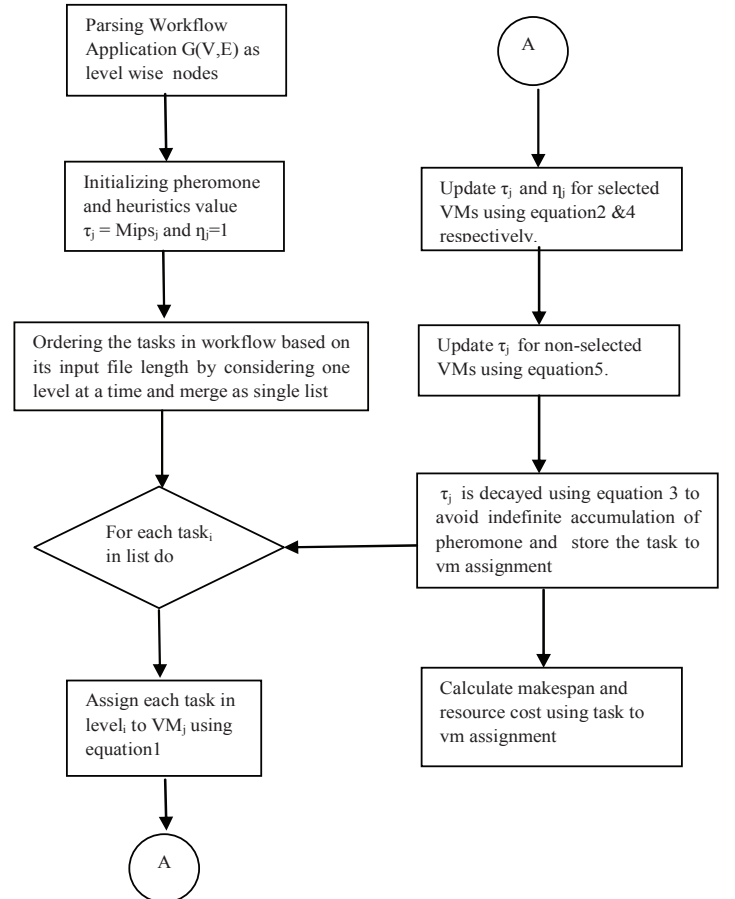 Parsing Workflow
Application G(V,E) as
level wise nodes
Initializing pheromone
and heuristics value
τj = Mipsj and ηj=1
Ordering the tasks in workflow based on
its input file length by considering one
level at a time and merge as single list
For each taski
in list do
Assign each task in
leveli to VMj using
equation1
A
A
Update τj and ηj for selected
VMs using equation2 &4
respectively.
Update τj for non-selected
VMs using equation5.
τj is decayed using equation 3 to
avoid indefinite accumulation of
pheromone and store the task to
vm assignment
Calculate makespan and
resource cost using task to
vm assignment